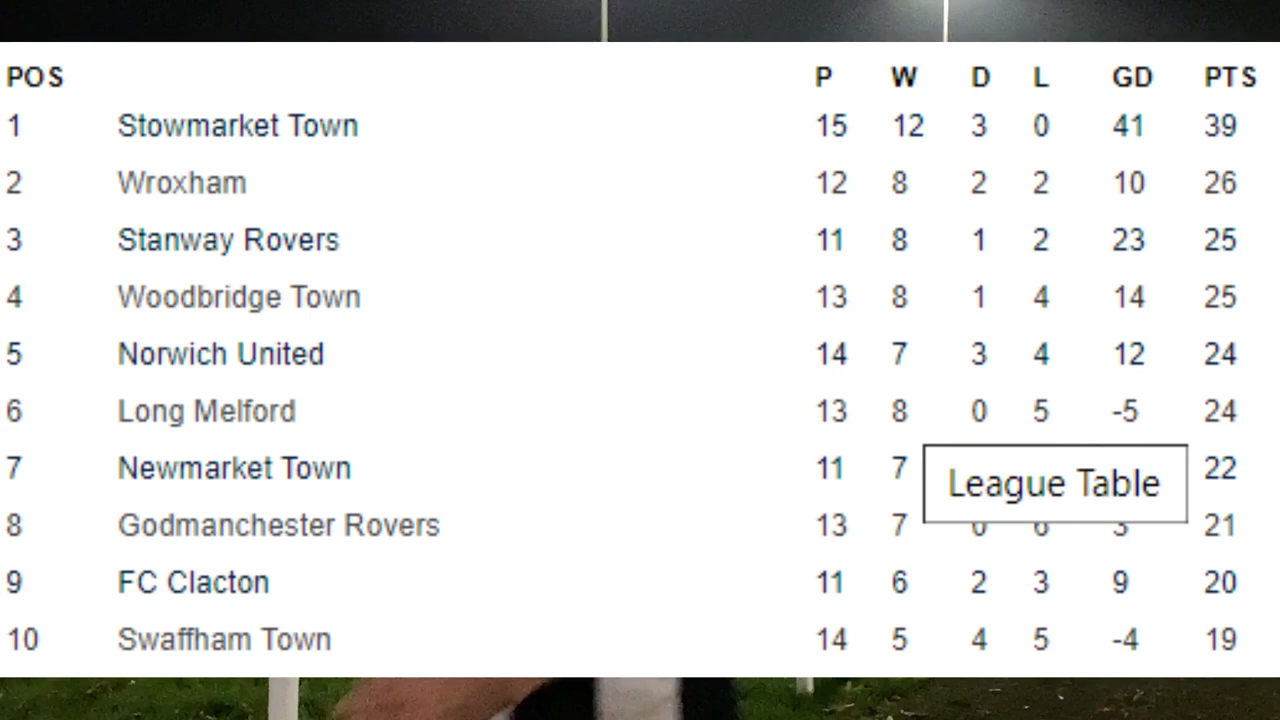 POS P W D L GD PTS
1 Stowmarket Town 15 12 3 0 41 39
2 Wroxham 12 8 2 2 10 26
3 Stanway Rovers 11 8 1 2 23 25
4 Woodbridge Town 13 8 1 4 14 25
5 Norwich United 14 7 3 4 12 24
6 Long Melford 13 8 0 5 -5 24
7 Newmarket Town 11 7 22
League Table
8 Godmanchester Rovers 13 7 0 6 3 21
9 FC Clacton 11 6 2 3 9 20
10 Swaffham Town 14 5 4 5 -4 19